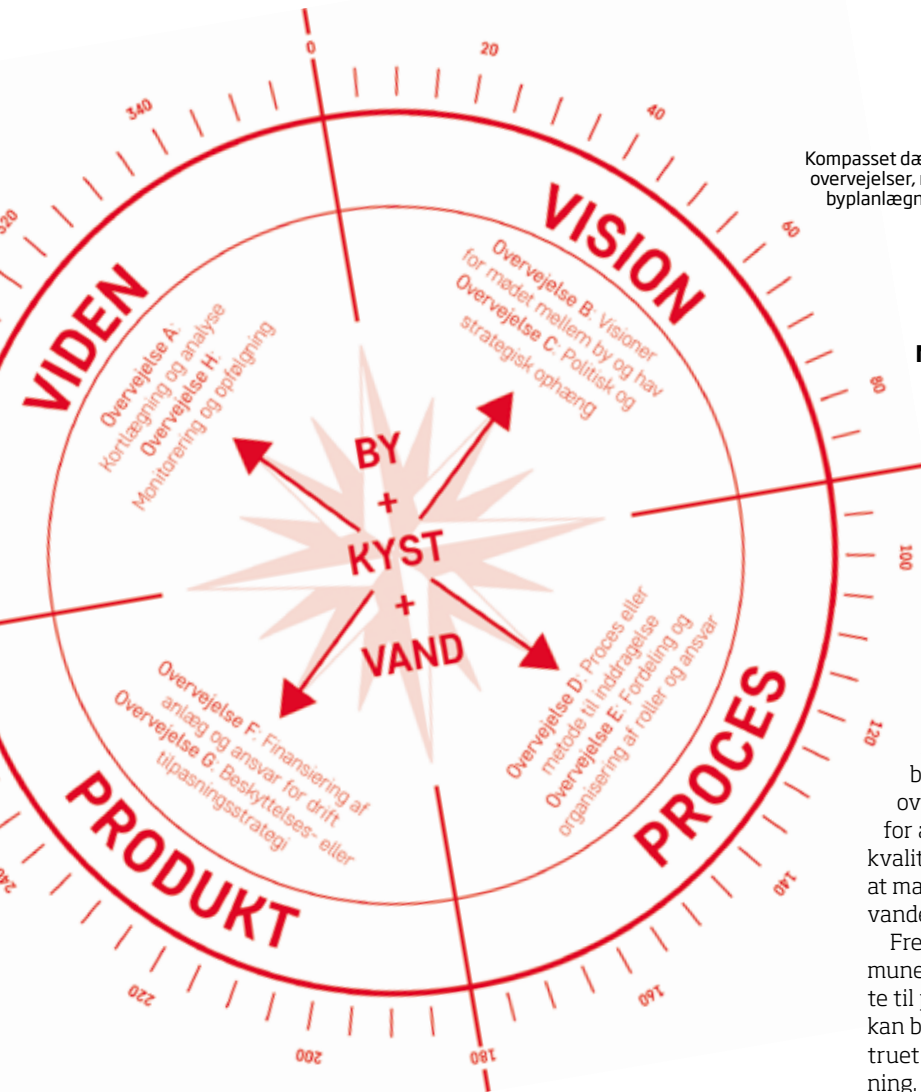 0
20
40
60
80
100
120
140
160
180
200
220
240
320
340
VIDEN
Overvejelse A:
Kortlægning og analyse
Overvejelse H:
Monitorering og opfølgning
VISION
Overvejelse B: Visioner
for mødet mellem by og hav
Overvejelse C: Politisk og
strategisk ophæng
BY
+
KYST
+
VAND
Overvejelse D: Proces eller
metode til inddragelse
Overvejelse E: Fordeling og
organisering af roller og ansvar
PROCES
Overvejelse F: Finansiering af
anlæg og ansvar for drift
Overvejelse G: Beskyttelses- eller
tilpasningsstrategi
PRODUKT
Kompasset dæ
overvejelser,
byplanlægn
b
ov
for a
kvalit
at ma
vande
Fre
mune
te til
kan b
truet
ning.